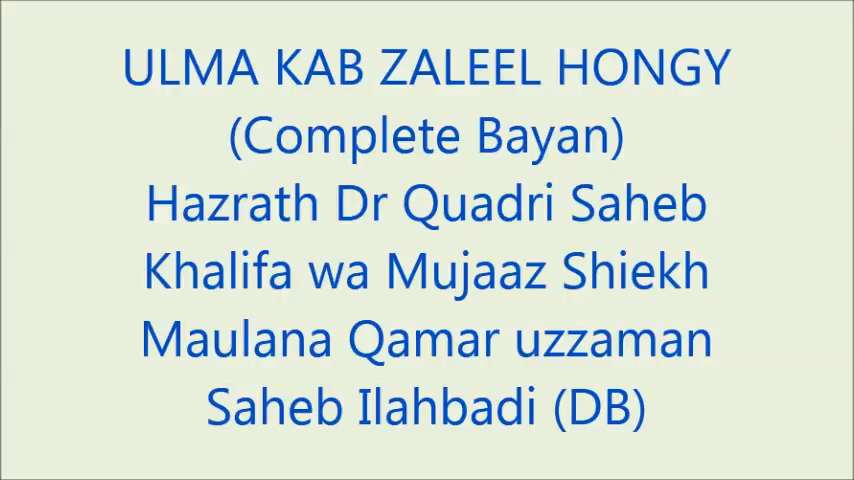 ULMA KAB ZALEEL HONGY
(Complete Bayan)
Hazrath Dr Quadri Saheb
Khalifa wa Mujaaz Shiekh
Maulana Qamar uzzaman
Saheb Ilahbadi (DB)